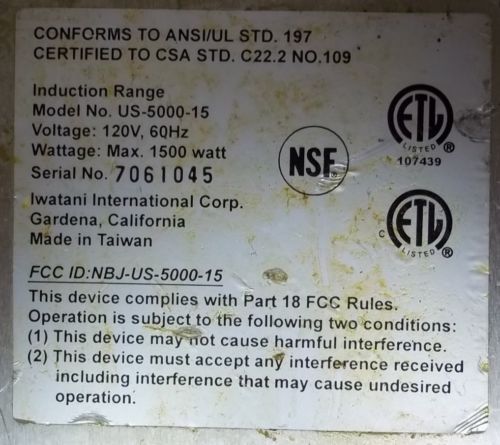 CONFORMS TO ANSI/UL STD. 197
CERTIFIED TO CSA STD. C22.2 NO.109
Induction Range
Model No. US-5000-15
Voltage: 120V, 60Hz
Wattage: Max. 1500 watt
Serial No. 7061045
NSF®
ETL
LISTED ®
107439
Iwatani International Corp.
Gardena, California
Made in Taiwan
C ETL
LISTED ®
FCC ID:NBJ-US-5000-15
This device complies with Part 18 FCC Rules.
Operation is subject to the following two conditions:
(1) This device may not cause harmful interference.
(2) This device must accept any interference received
including interference that may cause undesired
operation.